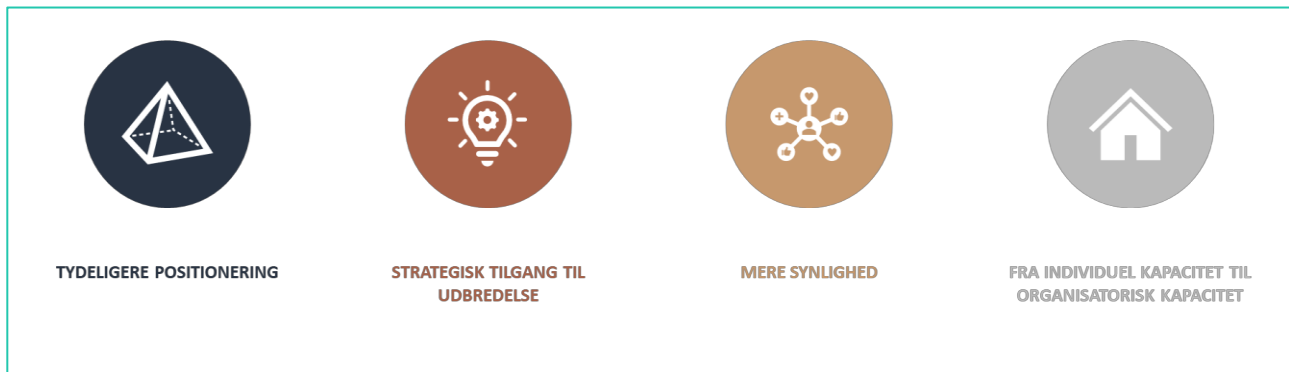 TYDELIGERE POSITIONERING
STRATEGISK TILGANG TIL
UDBREDELSE
MERE SYNLIGHED
FRA INDIVIDUEL KAPACITET TIL
ORGANISATORISK KAPACITET